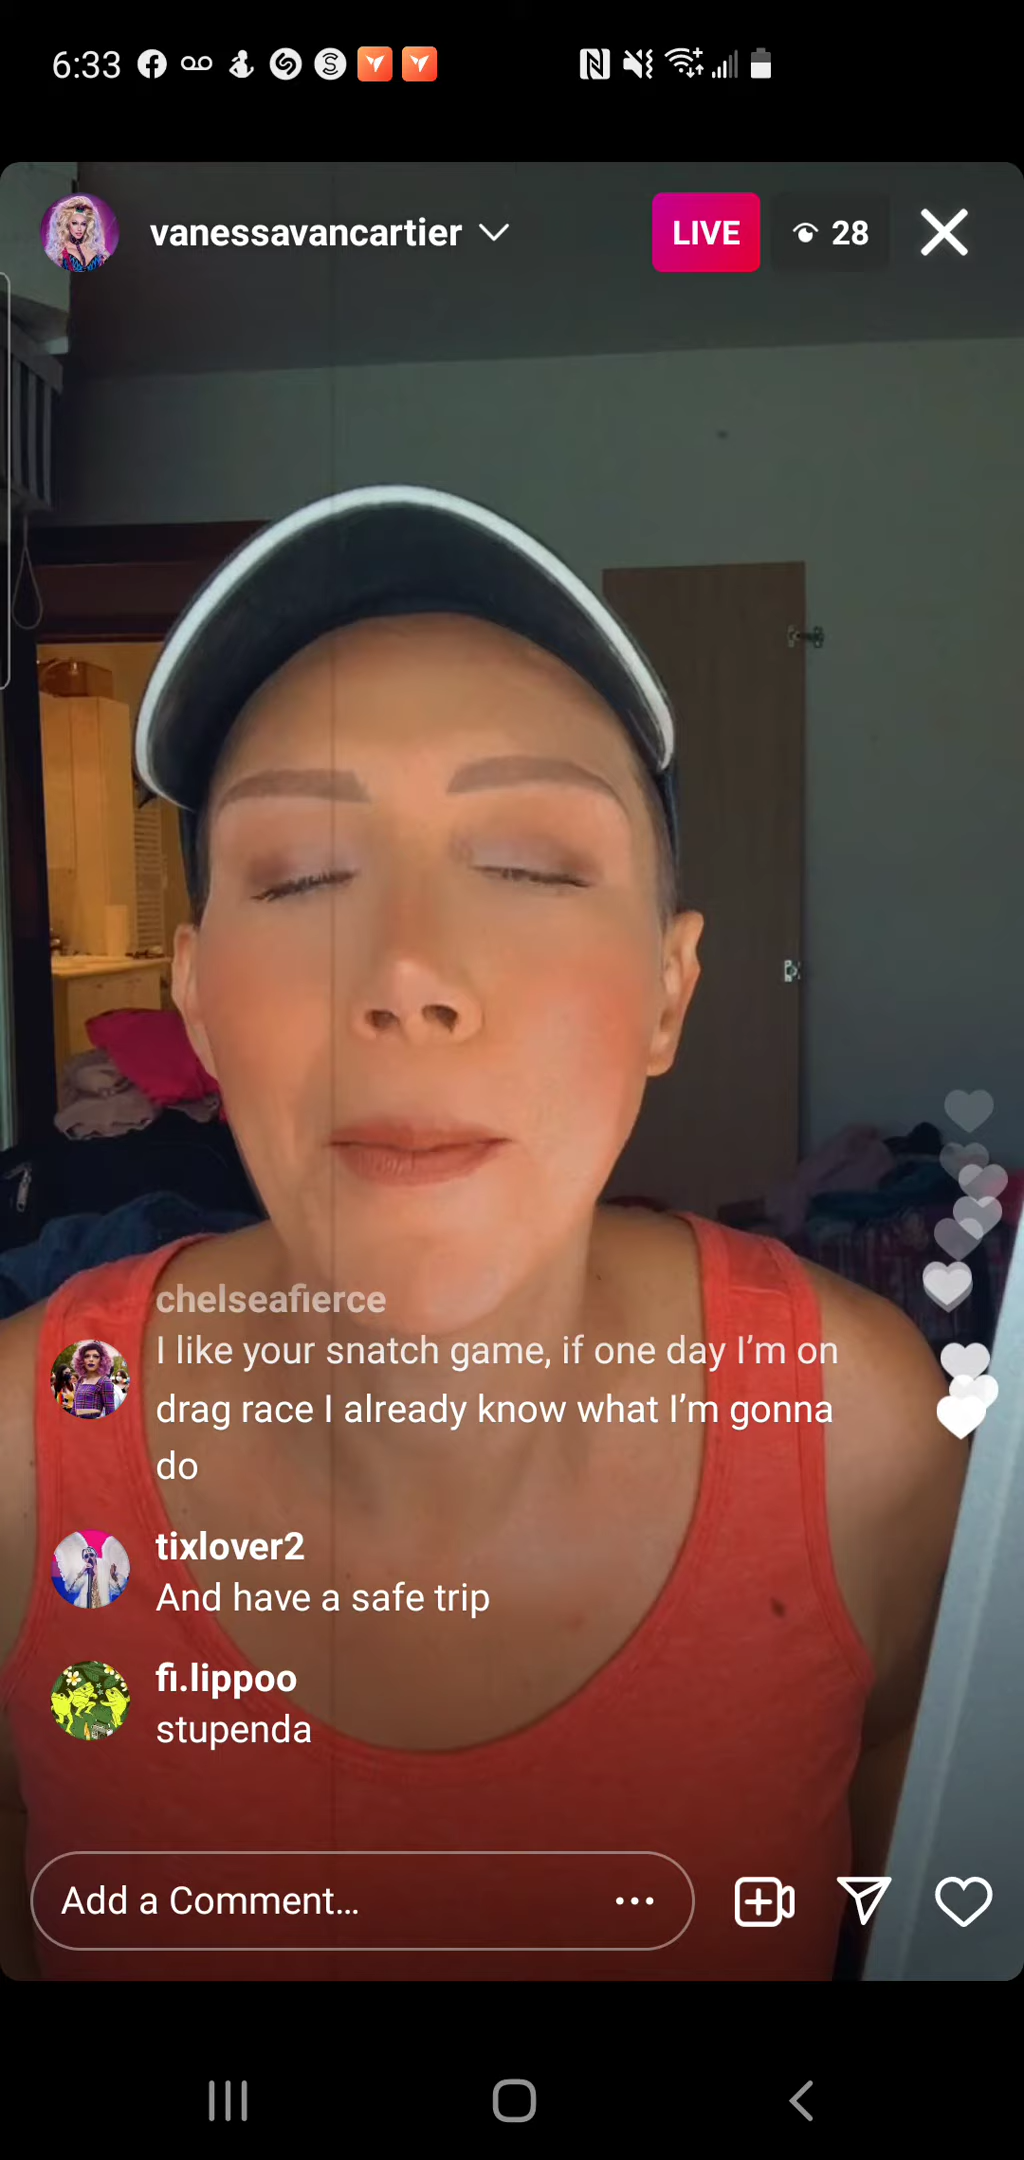 6:33
vanessavancartier
LIVE
28
chelseafierce
I like your snatch game, if one day I’m on
drag race I already know what I’m gonna
do
tixlover2
And have a safe trip
fi.lippoo
stupenda
Add a Comment…